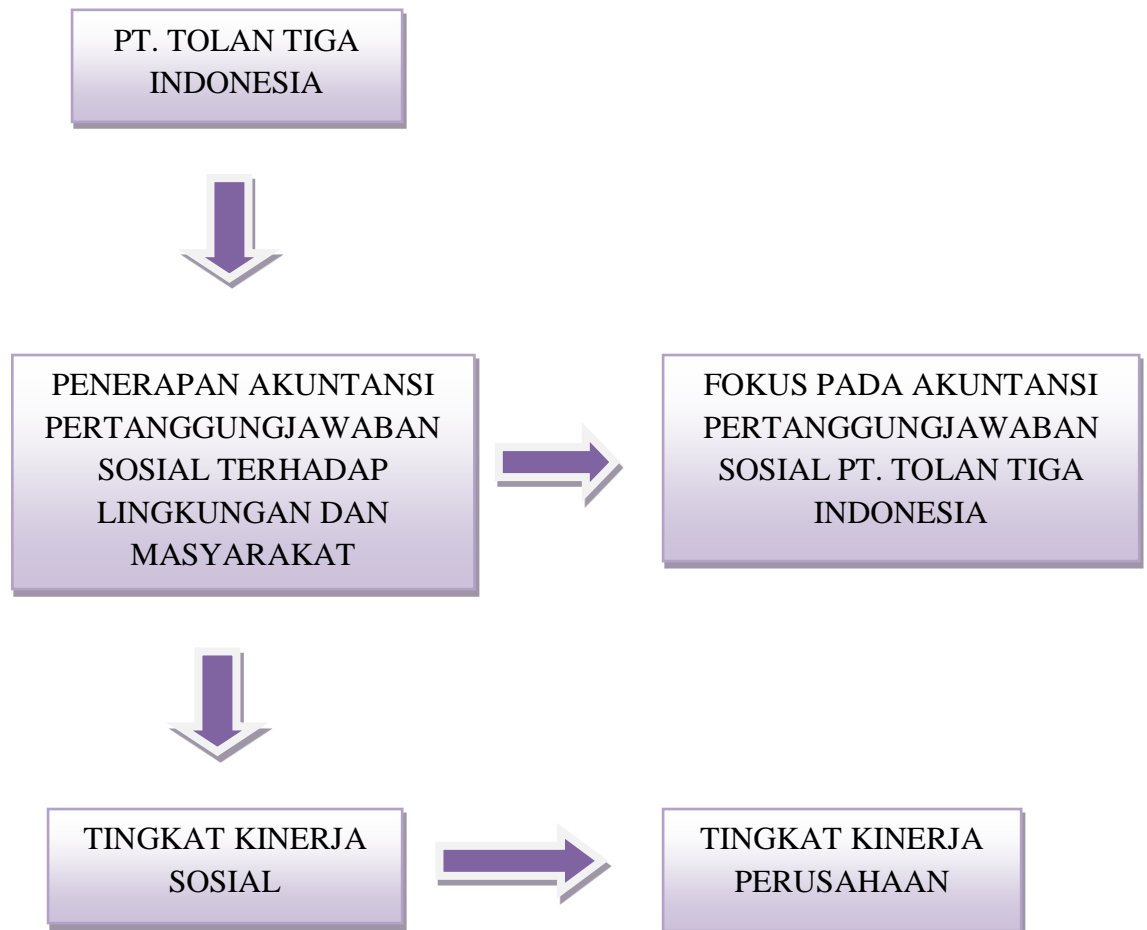 PT. TOLAN TIGA
INDONESIA
PENERAPAN AKUNTANSI
PERTANGGUNGJAWABAN
SOSIAL TERHADAP
LINGKUNGAN DAN
MASYARAKAT
FOKUS PADA AKUNTANSI
PERTANGGUNGJAWABAN
SOSIAL PT. TOLAN TIGA
INDONESIA
TINGKAT KINERJA
SOSIAL
TINGKAT KINERJA
PERUSAHAAN